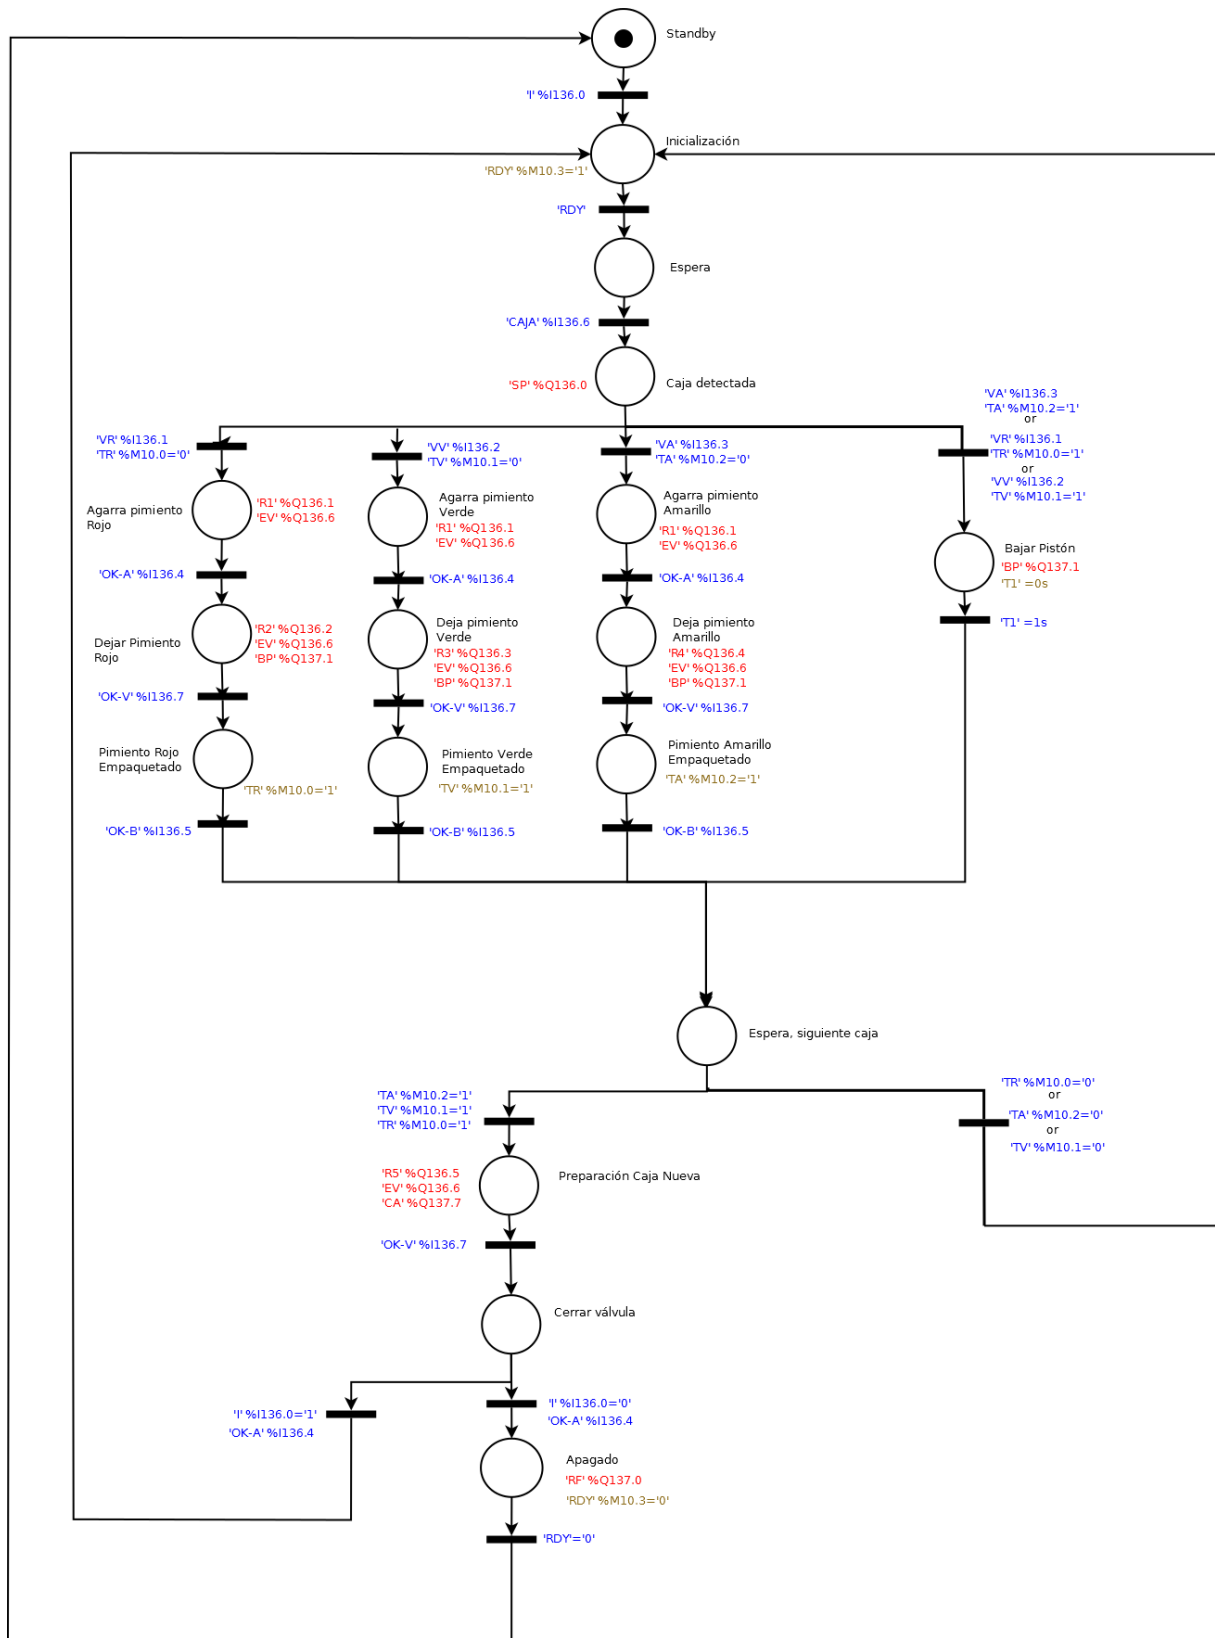 Standby
'I' %I136.0
Inicialización
'RDY' %M10.3='1'
'RDY'
Espera
'CAJA' %I136.6
Caja detectada
'SP' %Q136.0
'VR' %I136.1
'TR' %M10.0='0'
'VV' %I136.2
'TV' %M10.1='0'
'VA' %I136.3
'TA' %M10.2='0'
'VA' %I136.3
'TA' %M10.2='1'
or
'VR' %I136.1
'TR' %M10.0='1'
or
'VV' %I136.2
'TV' %M10.1='1'
Agarra pimiento
Rojo
'R1' %Q136.1
'EV' %Q136.6
Agarra pimiento
Verde
'R1' %Q136.1
'EV' %Q136.6
Agarra pimiento
Amarillo
'R1' %Q136.1
'EV' %Q136.6
Bajar Pistón
'BP' %Q137.1
'T1' =0s
'OK-A' %I136.4
'OK-A' %I136.4
'OK-A' %I136.4
'T1' =1s
Dejar Pimiento
Rojo
'R2' %Q136.2
'EV' %Q136.6
'BP' %Q137.1
Deja pimiento
Verde
'R3' %Q136.3
'EV' %Q136.6
'BP' %Q137.1
Deja pimiento
Amarillo
'R4' %Q136.4
'EV' %Q136.6
'BP' %Q137.1
'OK-V' %I136.7
'OK-V' %I136.7
'OK-V' %I136.7
Pimiento Rojo
Empaquetado
'TR' %M10.0='1'
Pimiento Verde
Empaquetado
'TV' %M10.1='1'
Pimiento Amarillo
Empaquetado
'TA' %M10.2='1'
'OK-B' %I136.5
'OK-B' %I136.5
'OK-B' %I136.5
Espera, siguiente caja
'TA' %M10.2='1'
'TV' %M10.1='1'
'TR' %M10.0='1'
'TR' %M10.0='0'
or
'TA' %M10.2='0'
or
'TV' %M10.1='0'
'R5' %Q136.5
'EV' %Q136.6
'CA' %Q137.7
Preparación Caja Nueva
'OK-V' %I136.7
Cerrar válvula
'I' %I136.0='1'
'OK-A' %I136.4
'I' %I136.0='0'
'OK-A' %I136.4
Apagado
'RF' %Q137.0
'RDY' %M10.3='0'
'RDY'='0'